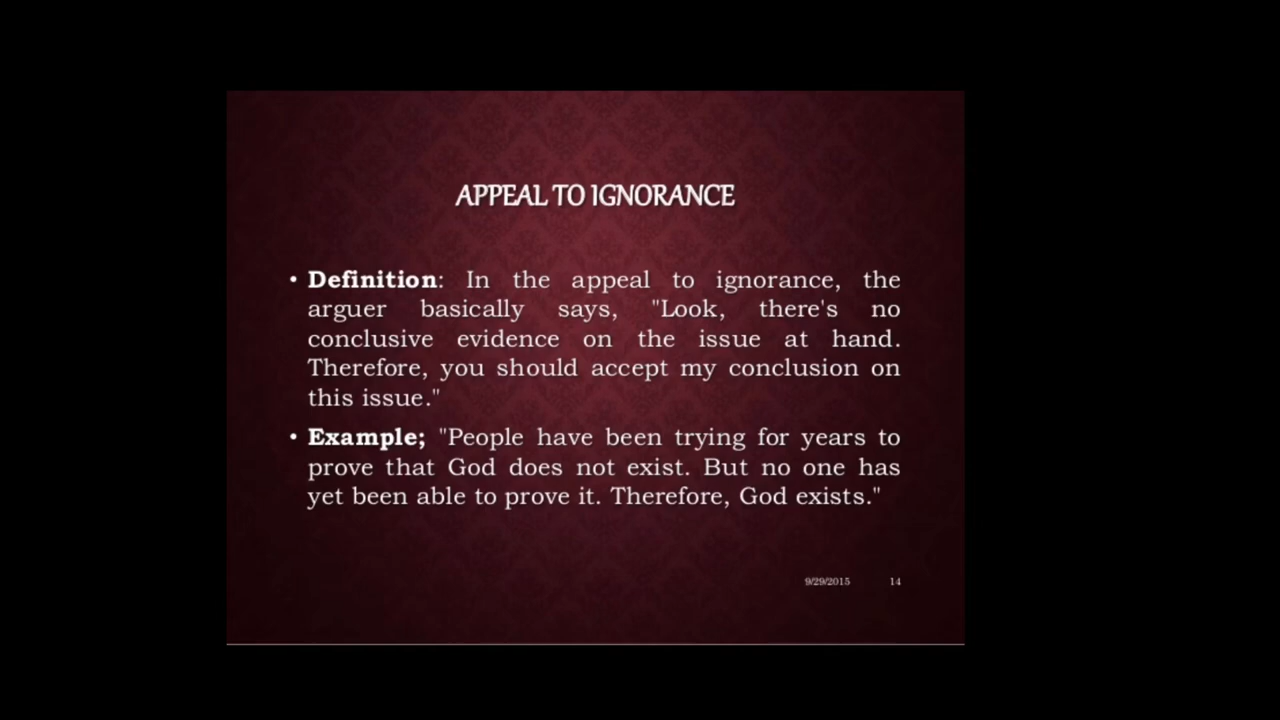 APPEAL TO IGNORANCE
• Definition: In the appeal to ignorance, the
arguer basically says, "Look, there's no
conclusive evidence on the issue at hand.
Therefore, you should accept my conclusion on
this issue."
• Example; "People have been trying for years to
prove that God does not exist. But no one has
yet been able to prove it. Therefore, God exists."
9/29/2015 14